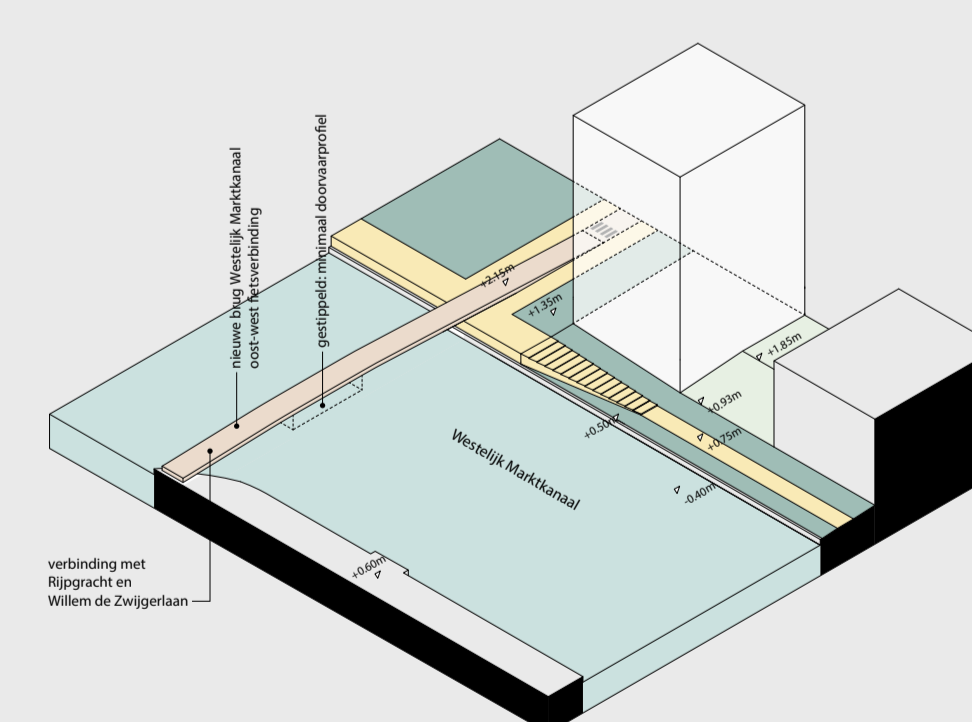 nieuwe brug Westelijk Marktkanaal
oost-west fietsverbinding
gestippeld: minimaal doorvaarprofiel
+2.15m
+1.35m
+1.85m
+0.93m
+0.50m
+0.75m
-0.40m
Westelijk Marktkanaal
+0.60m
verbinding met
Rijpgracht en
Willem de Zwijgerlaan